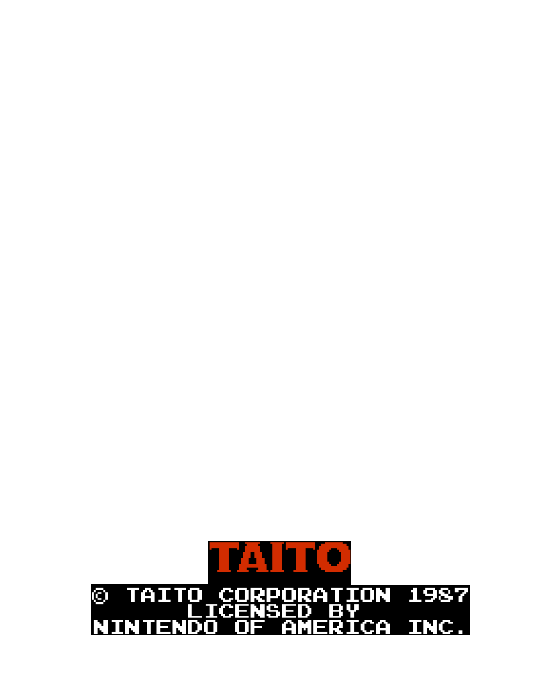 TAITO
© TAITO CORPORATION 1987
LICENSED BY
NINTENDO OF AMERICA INC.